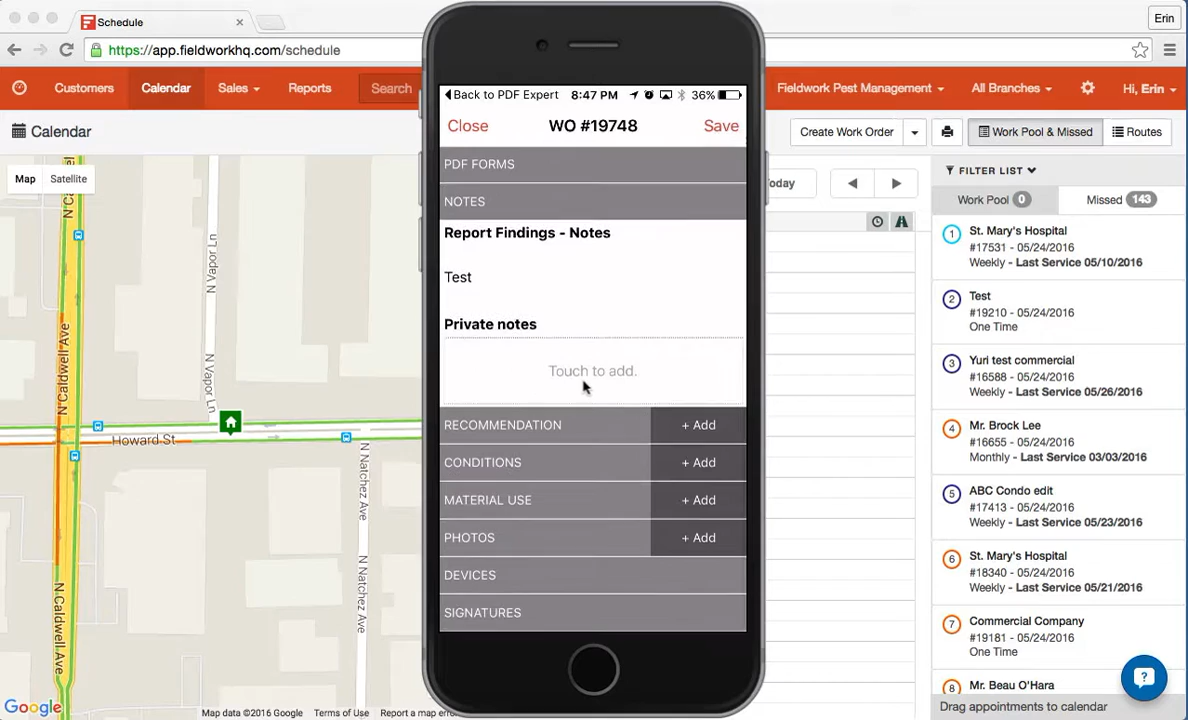 Schedule
Erin
https://app.fieldworkhq.com/schedule
Customers
Calendar
Sales
Reports
Search
Fieldwork Pest Management
All Branches
Hi, Erin
Calendar
Create Work Order
Work Pool & Missed
Routes
Map
Satellite
N Vapor Ln
N Vapor Ln
N Caldwell Ave
N Caldwell Ave
Howard St
N Natchez Ave
N Natchez Ave
Google
Map data ©2016 Google
Terms of Use
Report a map
Back to PDF Expert
8:47 PM
36%
Close
WO #19748
Save
PDF FORMS
NOTES
Report Findings - Notes
Test
Private notes
Touch to add.
RECOMMENDATION
+ Add
CONDITIONS
+ Add
MATERIAL USE
+ Add
PHOTOS
+ Add
DEVICES
SIGNATURES
FILTER LIST
Work Pool 0
Missed 143
1
St. Mary's Hospital
#17531 - 05/24/2016
Weekly - Last Service 05/10/2016
2
Test
#19210 - 05/24/2016
One Time
3
Yuri test commercial
#16588 - 05/24/2016
Weekly - Last Service 05/26/2016
4
Mr. Brock Lee
#16655 - 05/24/2016
Monthly - Last Service 03/03/2016
5
ABC Condo edit
#17413 - 05/24/2016
Weekly - Last Service 05/23/2016
6
St. Mary's Hospital
#18340 - 05/24/2016
Weekly - Last Service 05/21/2016
7
Commercial Company
#19181 - 05/24/2016
One Time
8
Mr. Beau O'Hara
Drag appointments to calendar